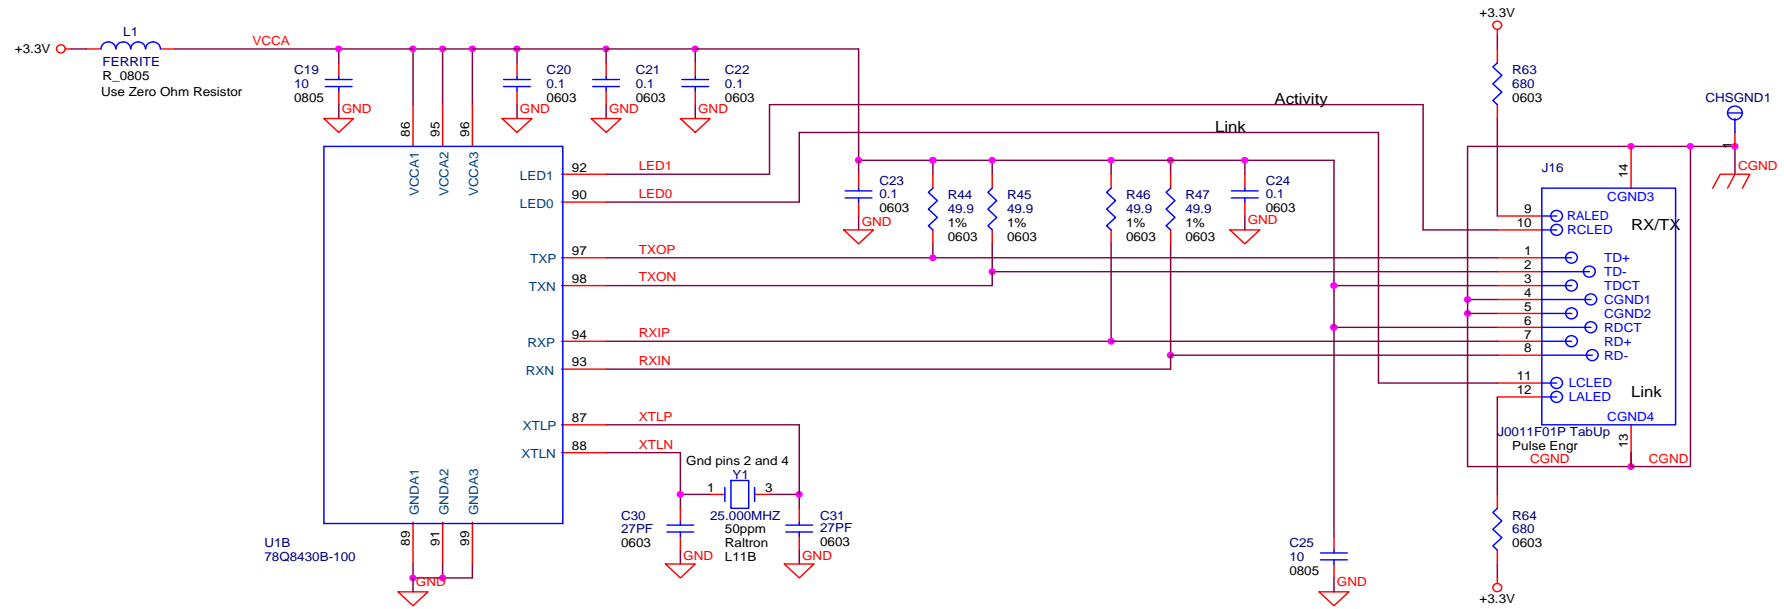 +3.3V
L1
FERRITE
R_0805
Use Zero Ohm Resistor
VCCA
C19
10
0805
GND
C20
0.1
0603
GND
C21
0.1
0603
GND
C22
0.1
0603
GND
86
95
96
VCCA1
VCCA2
VCCA3
LED1
92
LED1
LED0
90
LED0
TXP
97
TXOP
TXN
98
TXON
RXP
94
RXIP
RXN
93
RXIN
XTLP
87
XTLP
XTLN
88
XTLN
GNDA1
GNDA2
GNDA3
89
91
99
GND
U1B
78Q8430B-100
Gnd pins 2 and 4
Y1
1
3
25.000MHZ
50ppm
Raltron
L11B
C30
27PF
0603
GND
C31
27PF
0603
GND
Activity
Link
C23
0.1
0603
GND
R44
49.9
1%
0603
R45
49.9
1%
0603
R46
49.9
1%
0603
R47
49.9
1%
0603
C24
0.1
0603
GND
C25
10
0805
GND
+3.3V
R63
680
0603
CHSGND1
1
CGND
J16
14
CGND3
9
RALED
RX/TX
10
RCLED
1
TD+
2
TD-
3
TDCT
4
CGND1
5
CGND2
6
RDCT
7
RD+
8
RD-
11
LCLED
Link
12
LALED
CGND4
13
J0011F01P TabUp
Pulse Engr
CGND
CGND
R64
680
0603
+3.3V